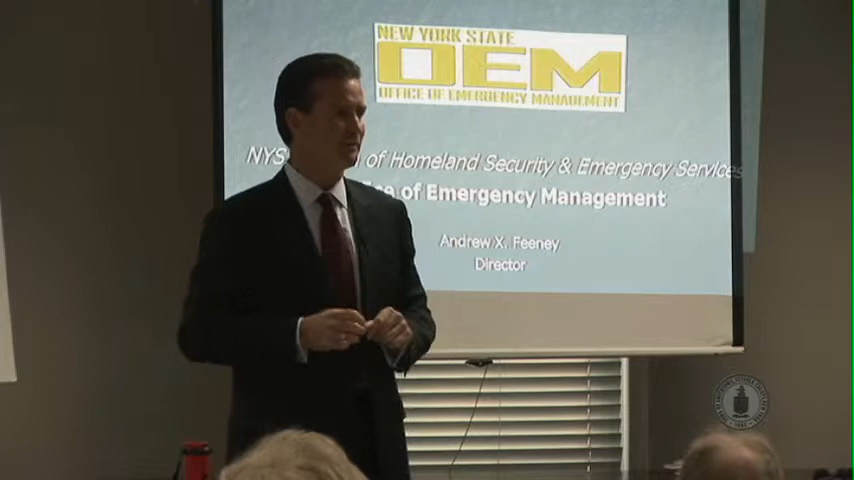 NEW YORK STATE
OEM
OFFICE OF EMERGENCY MANAGEMENT
NYS of Homeland Security & Emergency Services
of Emergency Management
Andrew X. Feeney
Director